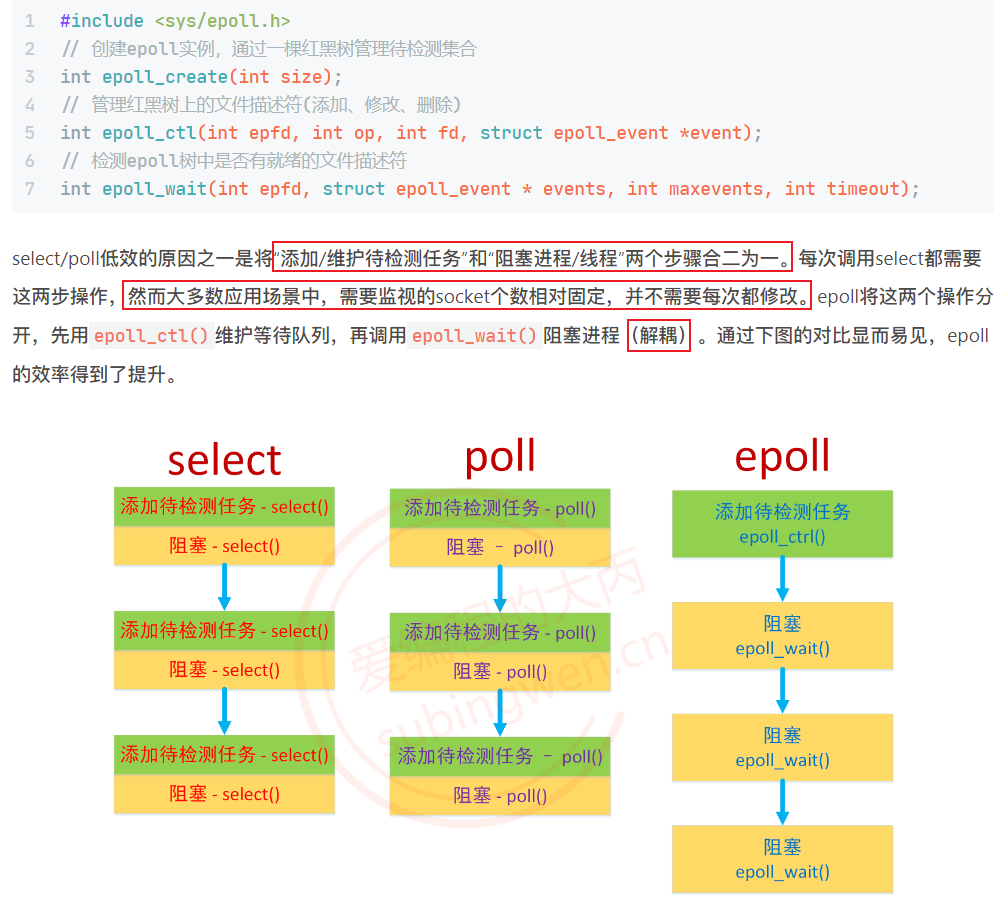 1 #include <sys/epoll.h>
2 // 创建epoll实例，通过一棵红黑树管理待检测集合
3 int epoll_create(int size);
4 // 管理红黑树上的文件描述符(添加、修改、删除)
5 int epoll_ctl(int epfd, int op, int fd, struct epoll_event *event);
6 // 检测epoll树中是否有就绪的文件描述符
7 int epoll_wait(int epfd, struct epoll_event * events, int maxevents, int timeout);
select/poll低效的原因之一是将“添加/维护待检测任务”和“阻塞进程/线程”两个步骤合二为一。每次调用select都需要
这两步操作，然而大多数应用场景中，需要监视的socket个数相对固定，并不需要每次都修改。epoll将这两个操作分
开，先用 epoll_ctl() 维护等待队列，再调用 epoll_wait() 阻塞进程（解耦）。通过下图的对比显而易见，epoll
的效率得到了提升。
select
添加待检测任务 - select()
阻塞 - select()
添加待检测任务 - select()
阻塞 - select()
添加待检测任务 - select()
阻塞 - select()
poll
添加待检测任务 - poll()
阻塞 - poll()
添加待检测任务 - poll()
阻塞 - poll()
添加待检测任务 - poll()
阻塞 - poll()
epoll
添加待检测任务
epoll_ctrl()
阻塞
epoll_wait()
阻塞
epoll_wait()
阻塞
epoll_wait()
爱编程的大丙
subingwen.cn